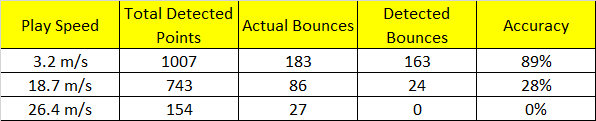 Play Speed Total Detected Points Actual Bounces Detected Bounces Accuracy
3.2 m/s 1007 183 163 89%
18.7 m/s 743 86 24 28%
26.4 m/s 154 27 0 0%